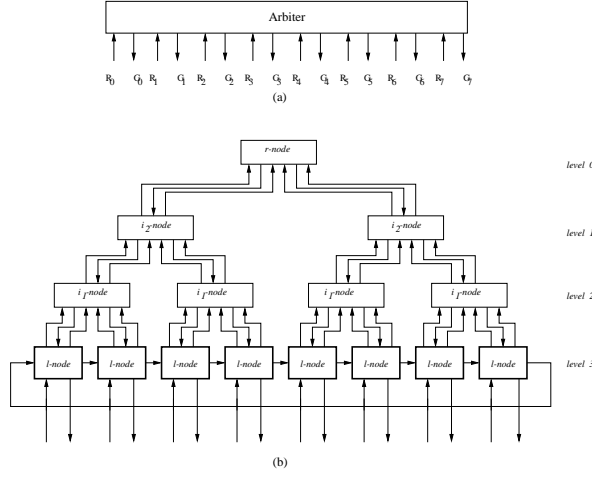 Arbiter
R0 G0 R1 G1 R2 G2 R3 G3 R4 G4 R5 G5 R6 G6 R7 G7
(a)
r-node
level 0
i2-node i2-node
level 1
i1-node i1-node i1-node i1-node
level 2
l-node l-node l-node l-node l-node l-node l-node l-node
level 3
(b)